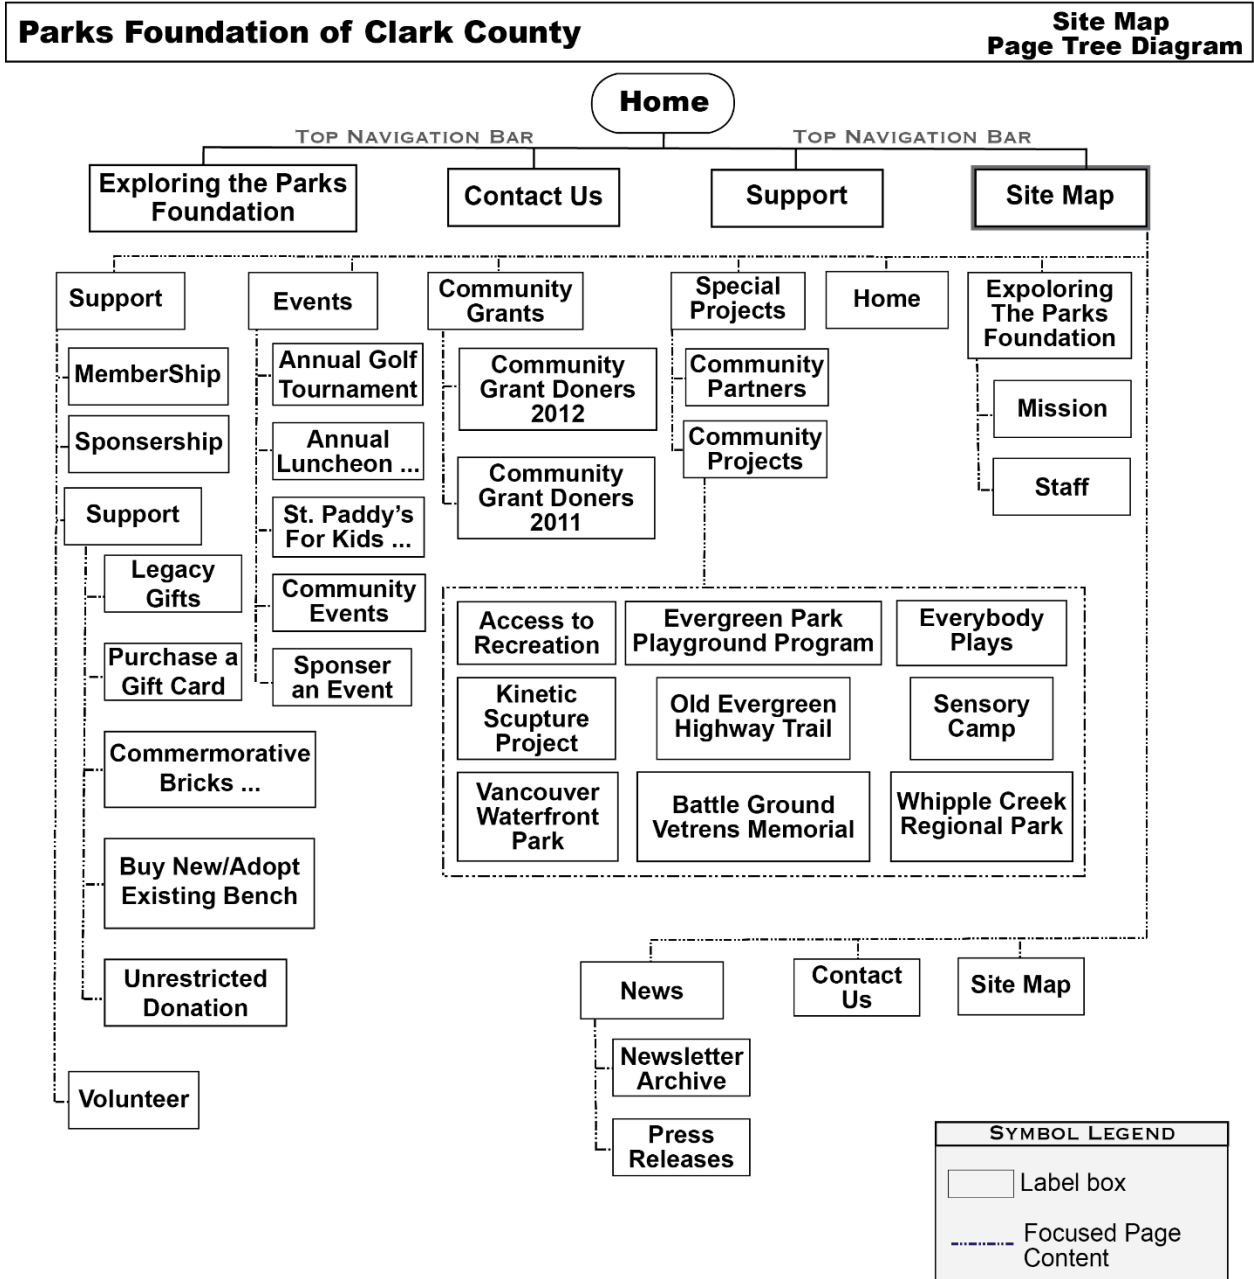 Parks Foundation of Clark County
Site Map
Page Tree Diagram
Home
Top Navigation Bar
Top Navigation Bar
Exploring the Parks
Foundation
Contact Us
Support
Site Map
Support
MemberShip
Sponsership
Support
Legacy
Gifts
Purchase a
Gift Card
Commermorative
Bricks ...
Buy New/Adopt
Existing Bench
Unrestricted
Donation
Volunteer
Events
Annual Golf
Tournament
Annual
Luncheon ...
St. Paddy's
For Kids ...
Community
Events
Sponser
an Event
Community
Grants
Community
Grant Doners
2012
Community
Grant Doners
2011
Special
Projects
Community
Partners
Community
Projects
Access to
Recreation
Evergreen Park
Playground Program
Everybody
Plays
Kinetic
Scupture
Project
Old Evergreen
Highway Trail
Sensory
Camp
Vancouver
Waterfront
Park
Battle Ground
Vetrens Memorial
Whipple Creek
Regional Park
Home
Expoloring
The Parks
Foundation
Mission
Staff
News
Newsletter
Archive
Press
Releases
Contact
Us
Site Map
Symbol Legend
Label box
Focused Page
Content